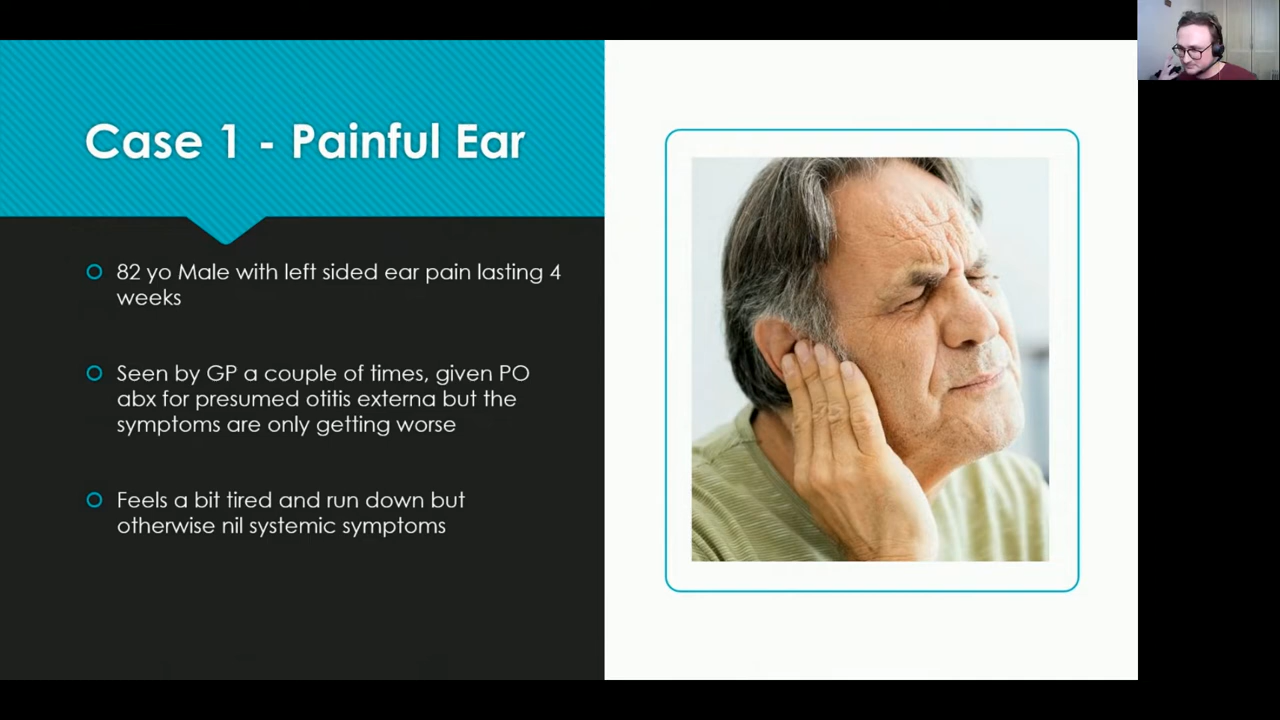 Case 1 - Painful Ear
82 yo Male with left sided ear pain lasting 4
weeks
Seen by GP a couple of times, given PO
abx for presumed otitis externa but the
symptoms are only getting worse
Feels a bit tired and run down but
otherwise nil systemic symptoms